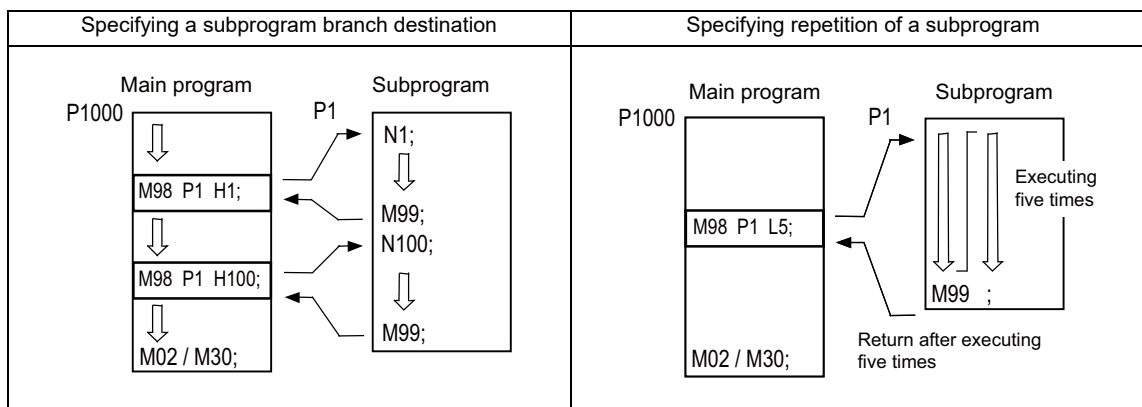 Specifying a subprogram branch destination
Specifying repetition of a subprogram
Main program
Subprogram
P1000
P1
N1;
M98 P1 H1;
M99;
N100;
M98 P1 H100;
M99;
M02 / M30;
Main program
Subprogram
P1000
P1
Executing
five times
M98 P1 L5;
M99 ;
Return after executing
five times
M02 / M30;